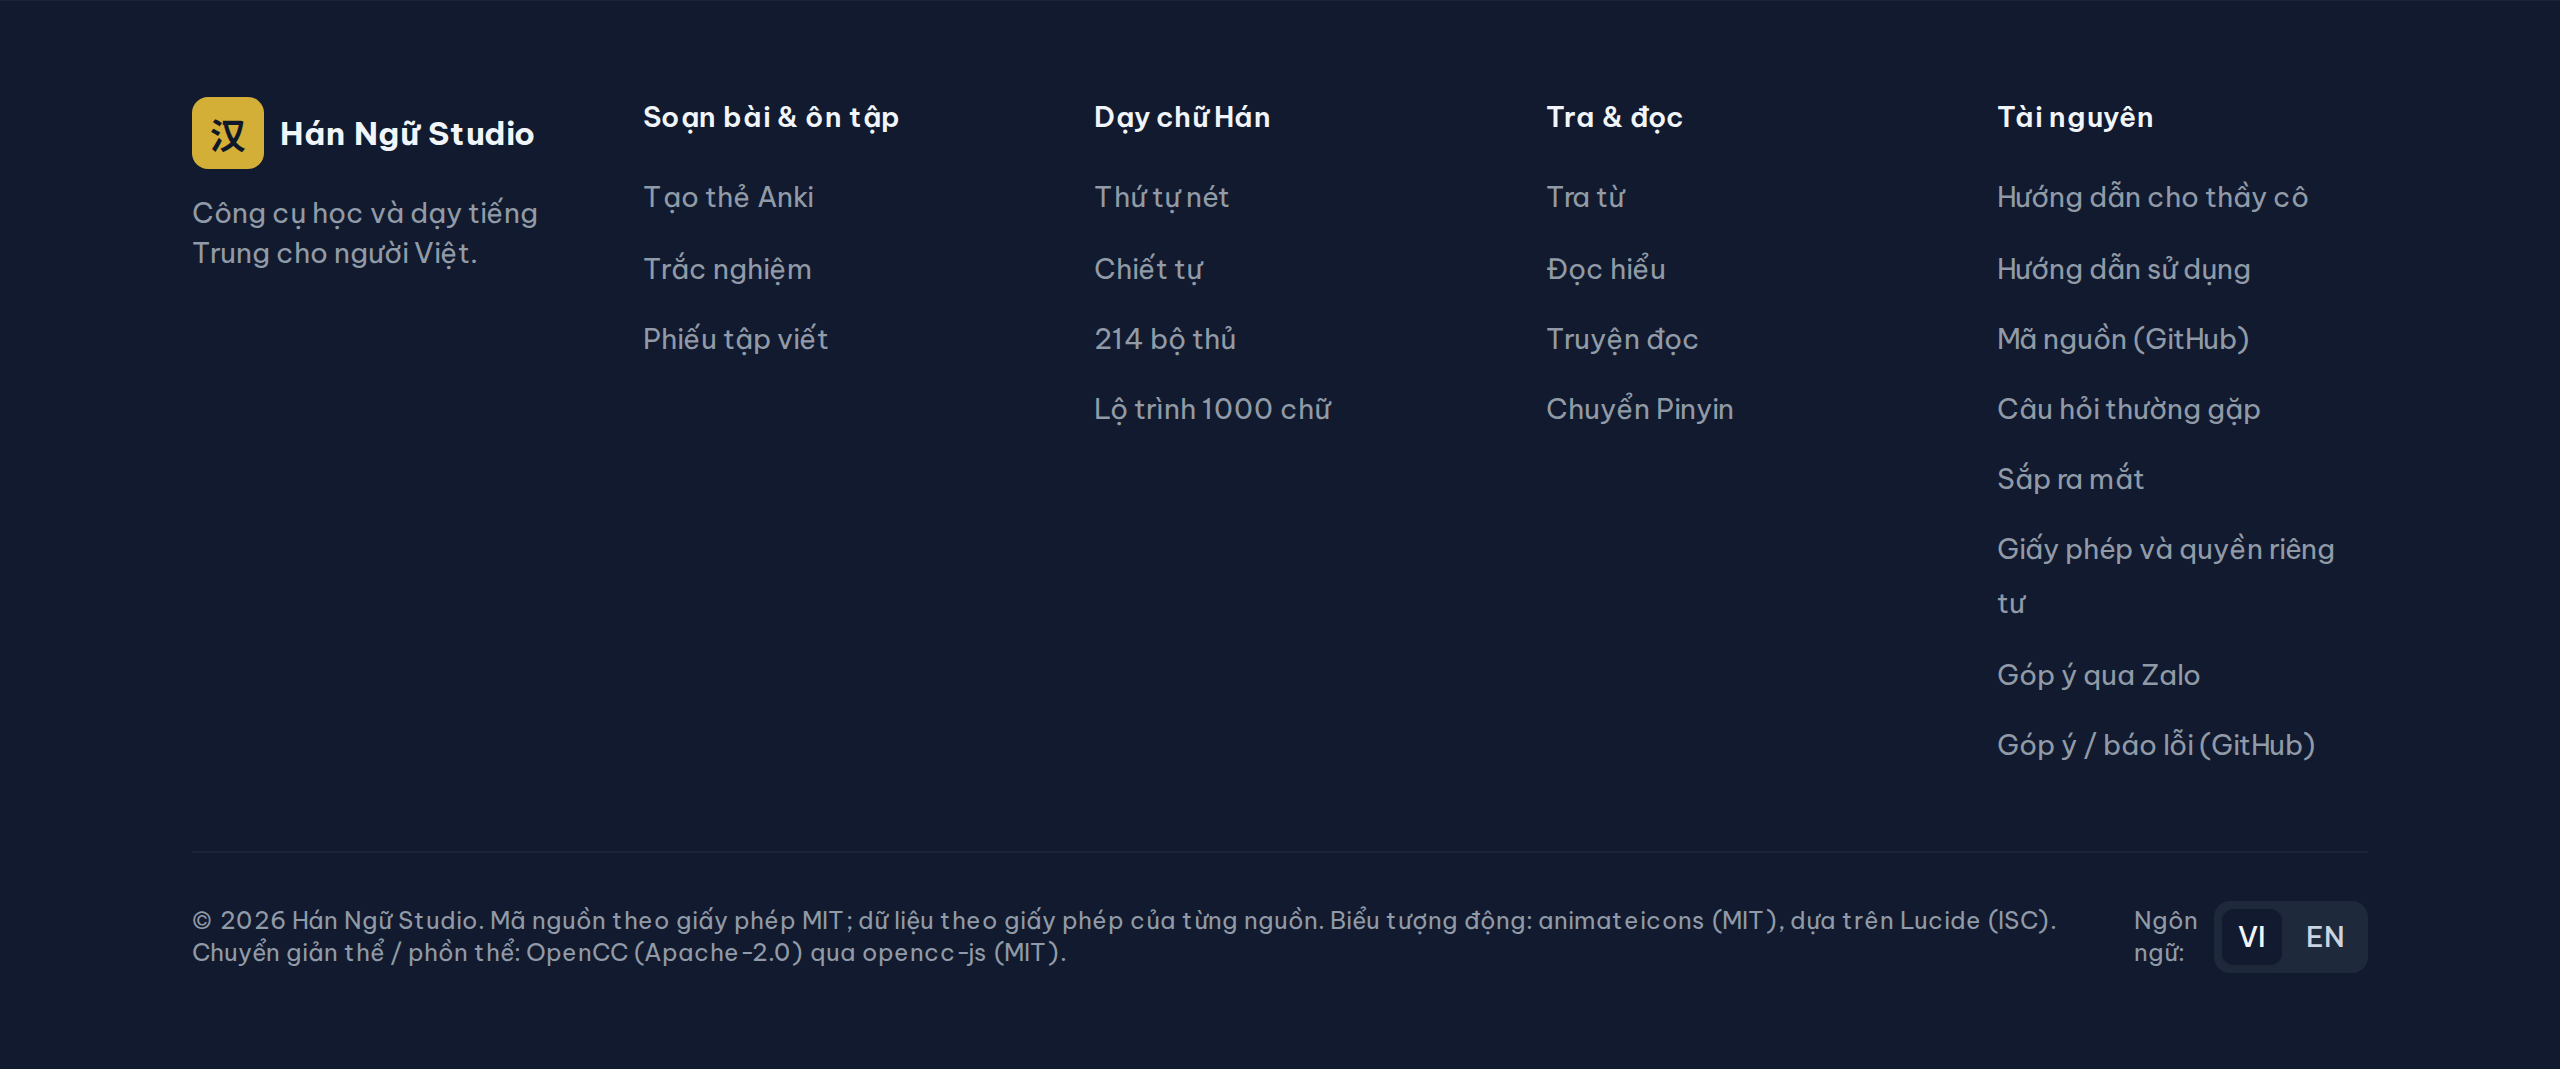 汉 Hán Ngữ Studio
Công cụ học và dạy tiếng
Trung cho người Việt.
Soạn bài & ôn tập
Tạo thẻ Anki
Trắc nghiệm
Phiếu tập viết
Dạy chữ Hán
Thứ tự nét
Chiết tự
214 bộ thủ
Lộ trình 1000 chữ
Tra & đọc
Tra từ
Đọc hiểu
Truyện đọc
Chuyển Pinyin
Tài nguyên
Hướng dẫn cho thầy cô
Hướng dẫn sử dụng
Mã nguồn (GitHub)
Câu hỏi thường gặp
Sắp ra mắt
Giấy phép và quyền riêng
tư
Góp ý qua Zalo
Góp ý / báo lỗi (GitHub)
© 2026 Hán Ngữ Studio. Mã nguồn theo giấy phép MIT; dữ liệu theo giấy phép của từng nguồn. Biểu tượng động: animateicons (MIT), dựa trên Lucide (ISC).
Chuyển giản thể / phồn thể: OpenCC (Apache-2.0) qua opencc-js (MIT).
Ngôn
ngữ:
VI EN